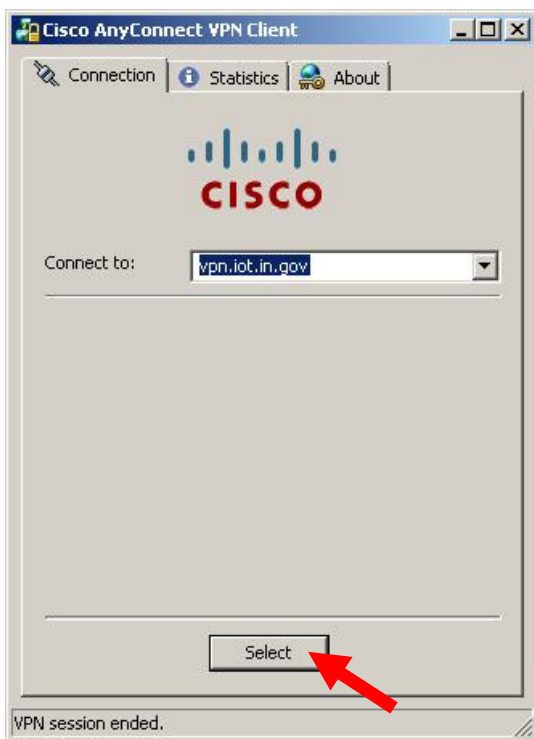 Cisco AnyConnect VPN Client
Connection Statistics About
CISCO
Connect to: vpn.iot.in.gov
Select
VPN session ended.